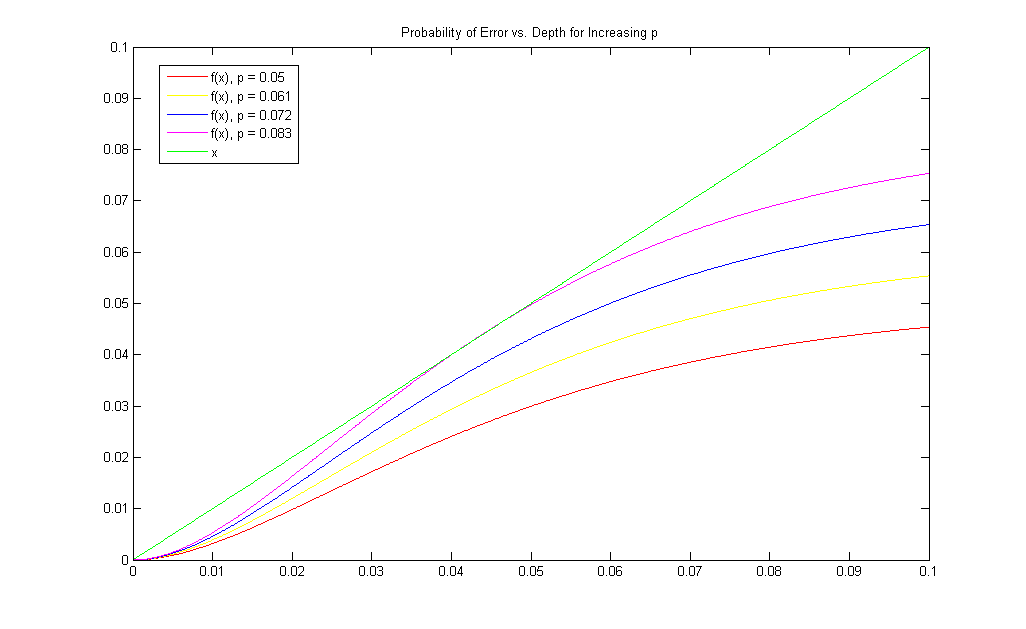 Probability of Error vs. Depth for Increasing p
0.1
0.09
0.08
0.07
0.06
0.05
0.04
0.03
0.02
0.01
0
f(x), p = 0.05
f(x), p = 0.061
f(x), p = 0.072
f(x), p = 0.083
x
0 0.01 0.02 0.03 0.04 0.05 0.06 0.07 0.08 0.09 0.1